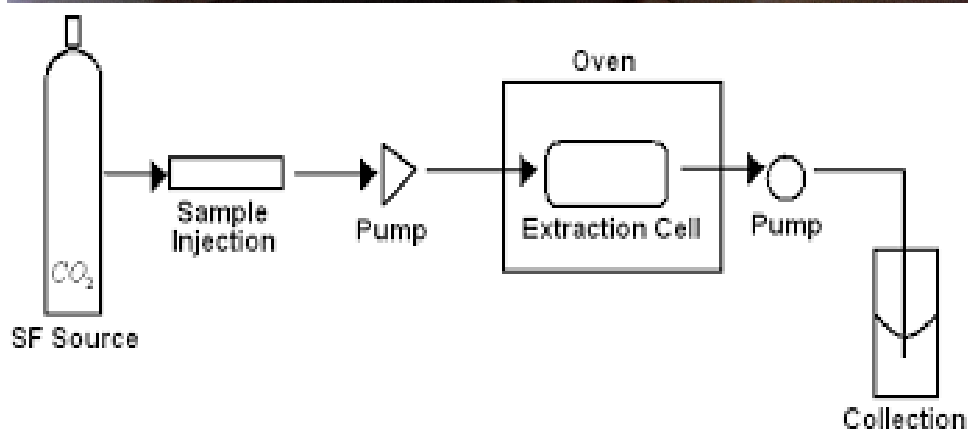 Oven
Sample
Injection
Pump
Extraction Cell
Pump
CO₂
SF Source
Collection